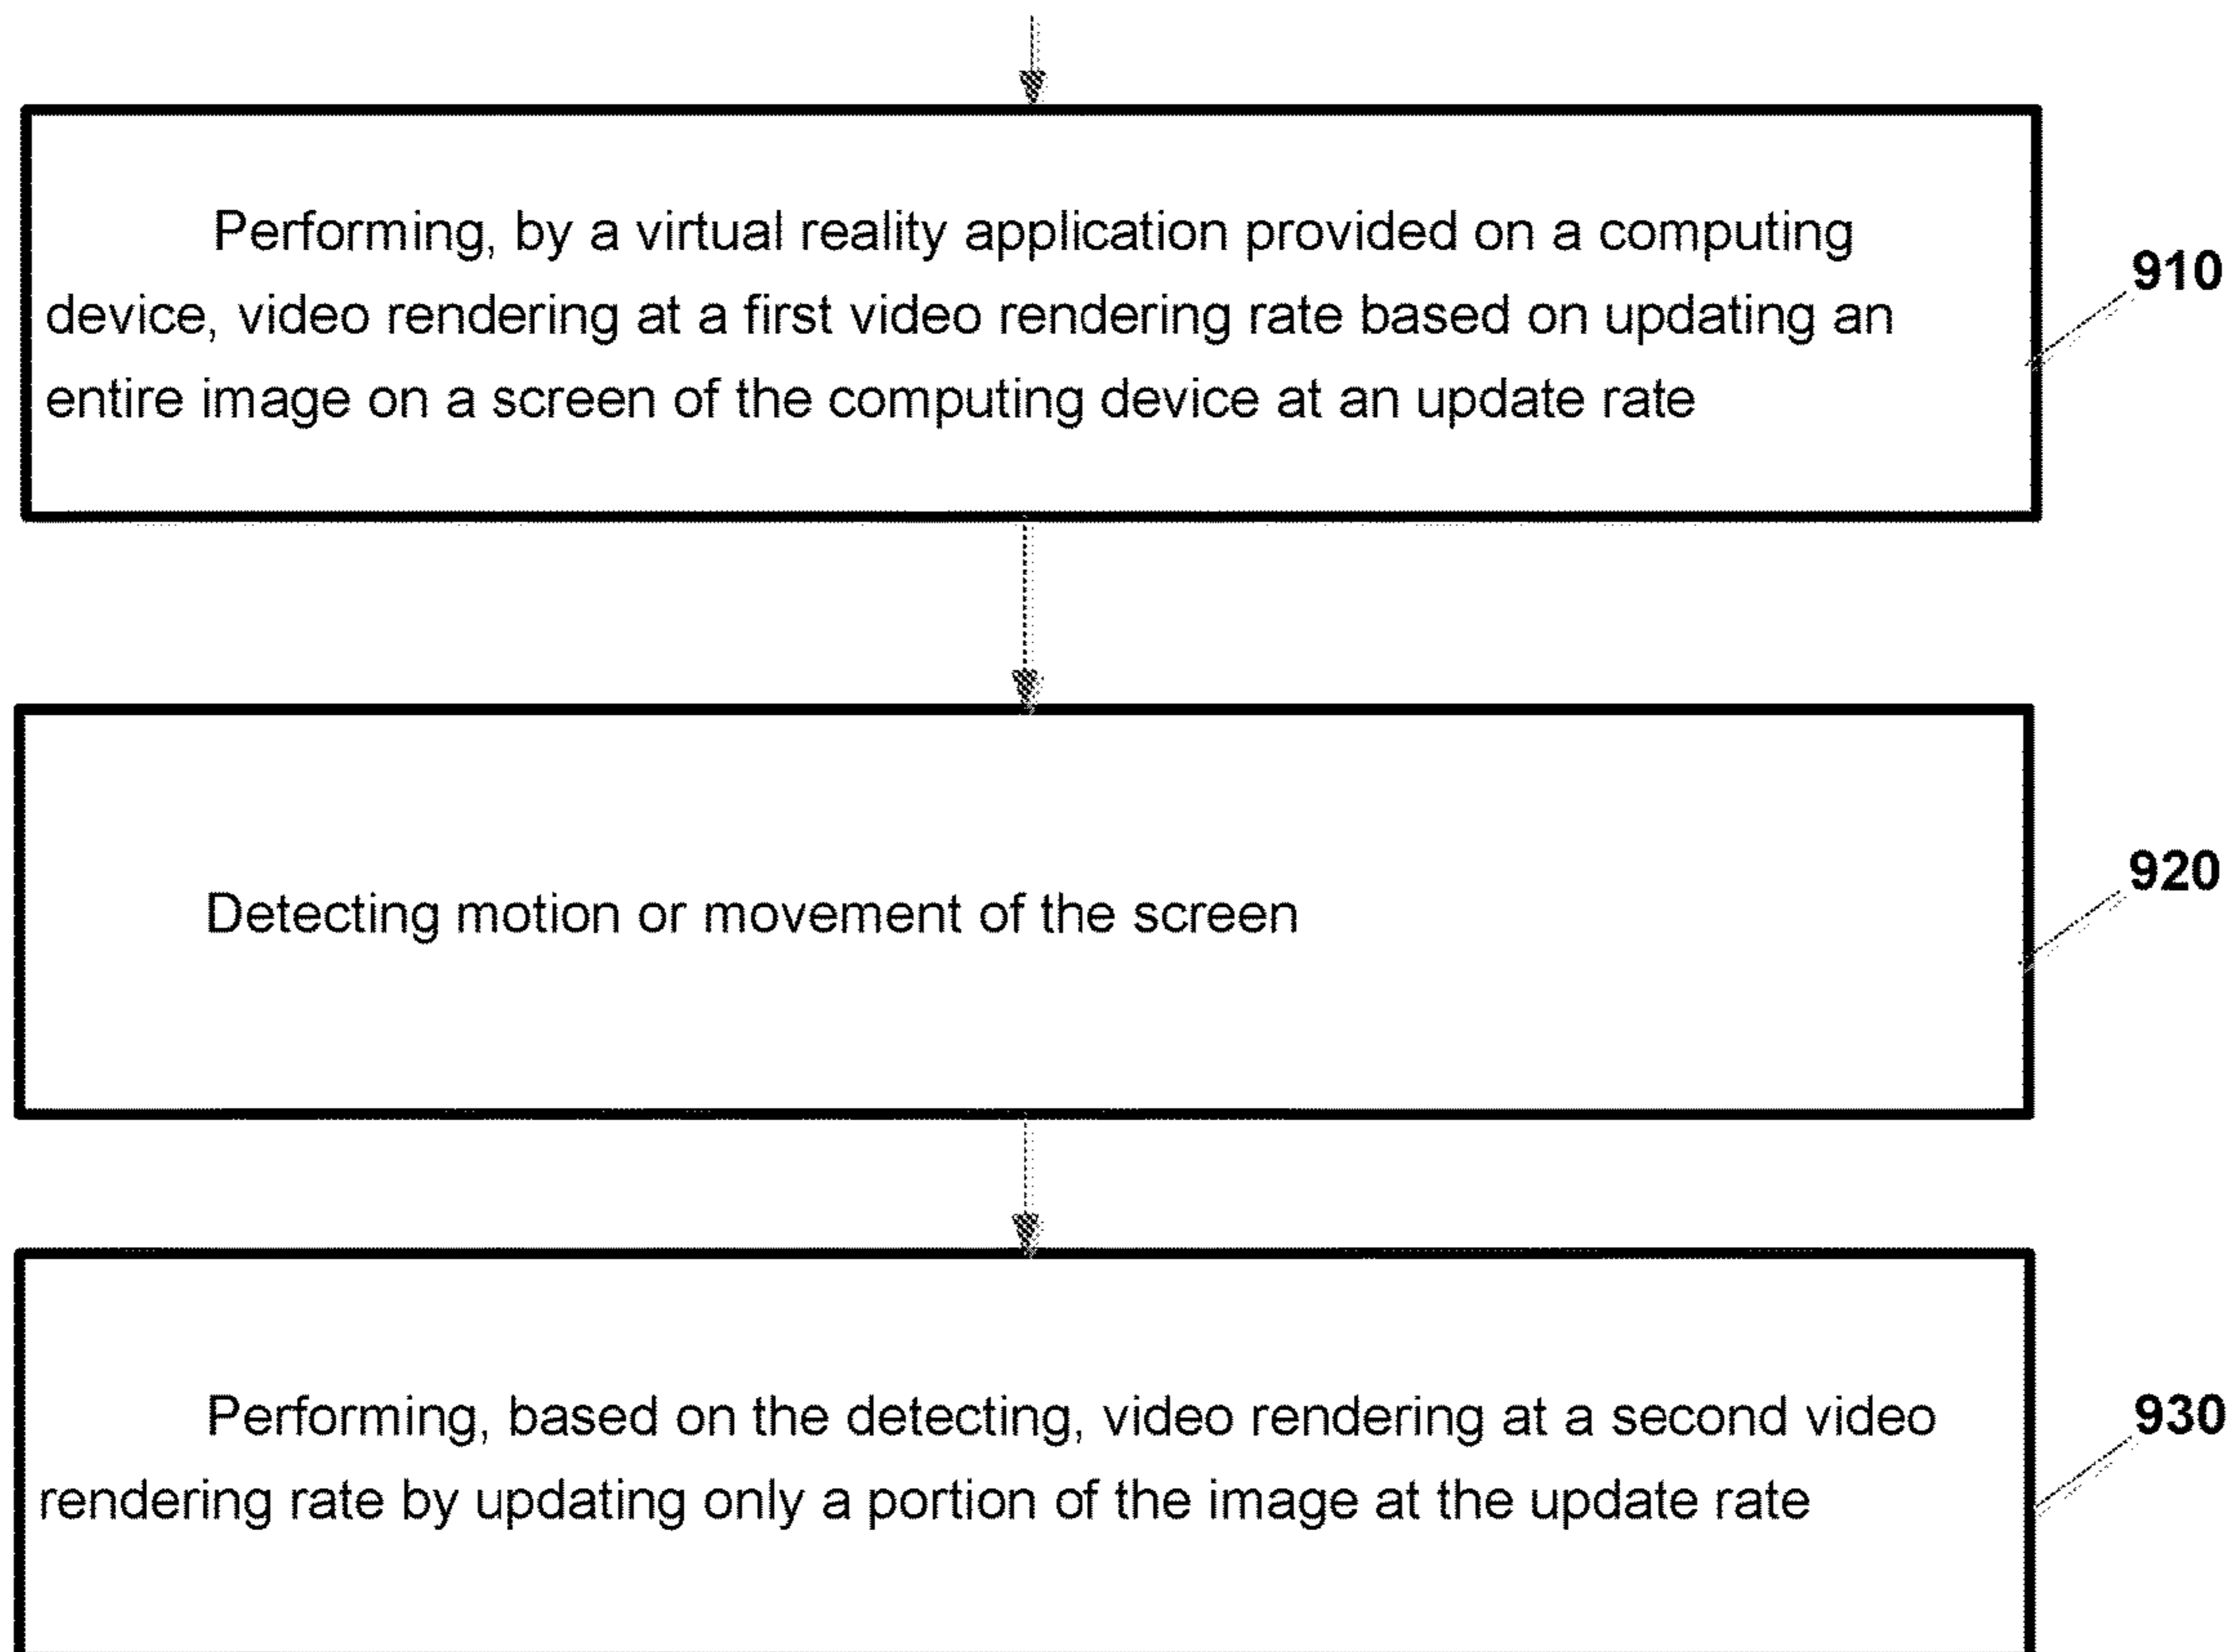 Performing, by a virtual reality application provided on a computing
device, video rendering at a first video rendering rate based on updating an
entire image on a screen of the computing device at an update rate
910
Detecting motion or movement of the screen
920
Performing, based on the detecting, video rendering at a second video
rendering rate by updating only a portion of the image at the update rate
930